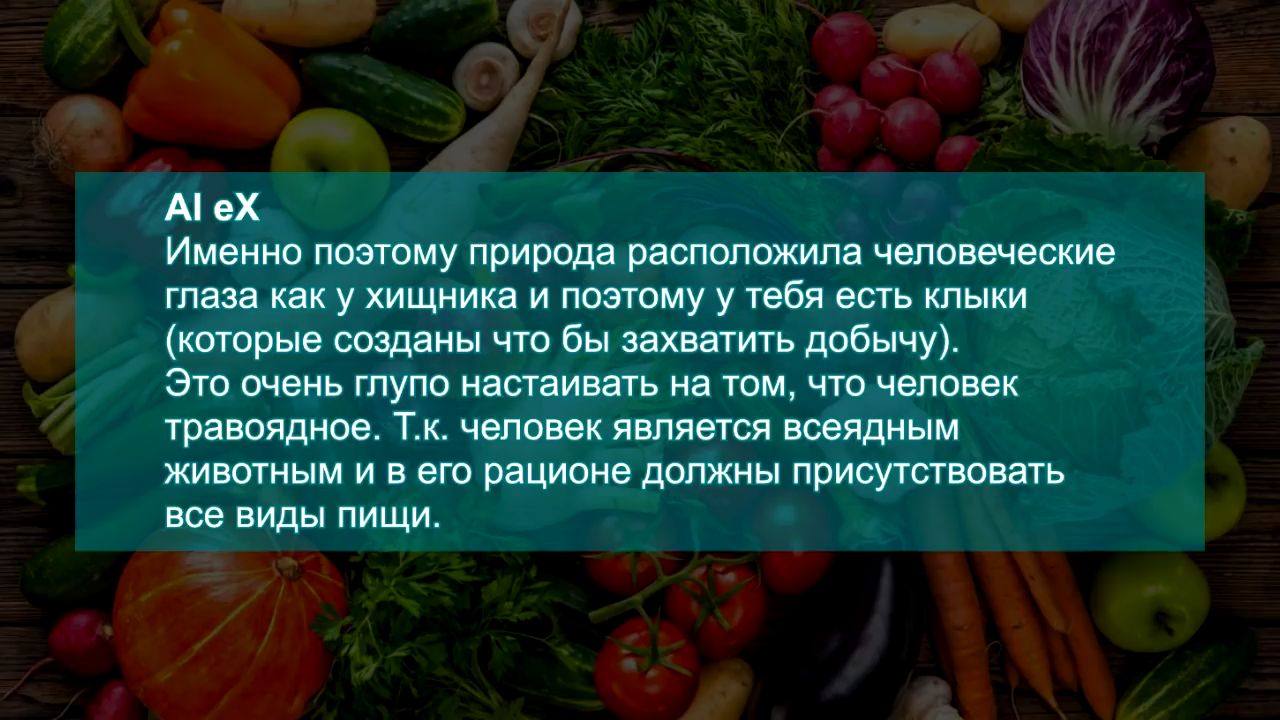 Al eX
Именно поэтому природа расположила человеческие
глаза как у хищника и поэтому у тебя есть клыки
(которые созданы что бы захватить добычу).
Это очень глупо настаивать на том, что человек
травоядное. Т.к. человек является всеядным
животным и в его рационе должны присутствовать
все виды пищи.